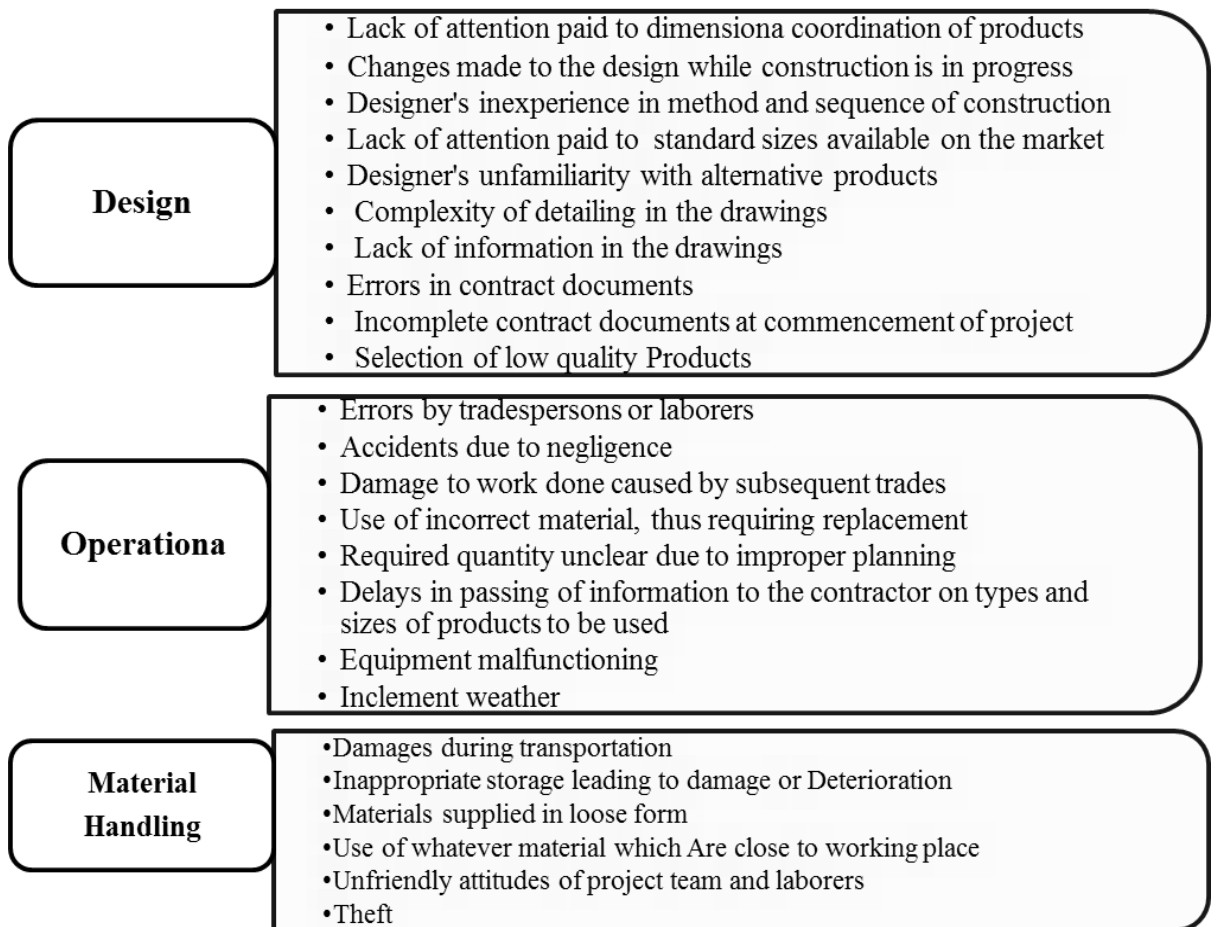 Design
• Lack of attention paid to dimensiona coordination of products
• Changes made to the design while construction is in progress
• Designer's inexperience in method and sequence of construction
• Lack of attention paid to standard sizes available on the market
• Designer's unfamiliarity with alternative products
• Complexity of detailing in the drawings
• Lack of information in the drawings
• Errors in contract documents
• Incomplete contract documents at commencement of project
• Selection of low quality Products
Operationa
• Errors by tradespersons or laborers
• Accidents due to negligence
• Damage to work done caused by subsequent trades
• Use of incorrect material, thus requiring replacement
• Required quantity unclear due to improper planning
• Delays in passing of information to the contractor on types and
sizes of products to be used
• Equipment malfunctioning
• Inclement weather
Material
Handling
•Damages during transportation
•Inappropriate storage leading to damage or Deterioration
•Materials supplied in loose form
•Use of whatever material which Are close to working place
•Unfriendly attitudes of project team and laborers
•Theft